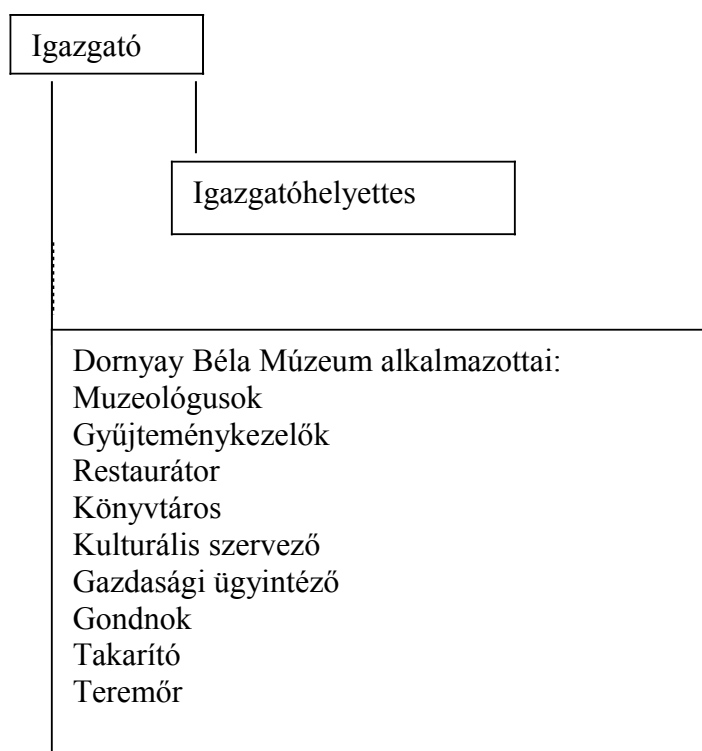 Igazgató
Igazgatóhelyettes
Dornyay Béla Múzeum alkalmazottai:
Muzeológusok
Gyűjteménykezelők
Restaurátor
Könyvtáros
Kulturális szervező
Gazdasági ügyintéző
Gondnok
Takarító
Teremőr